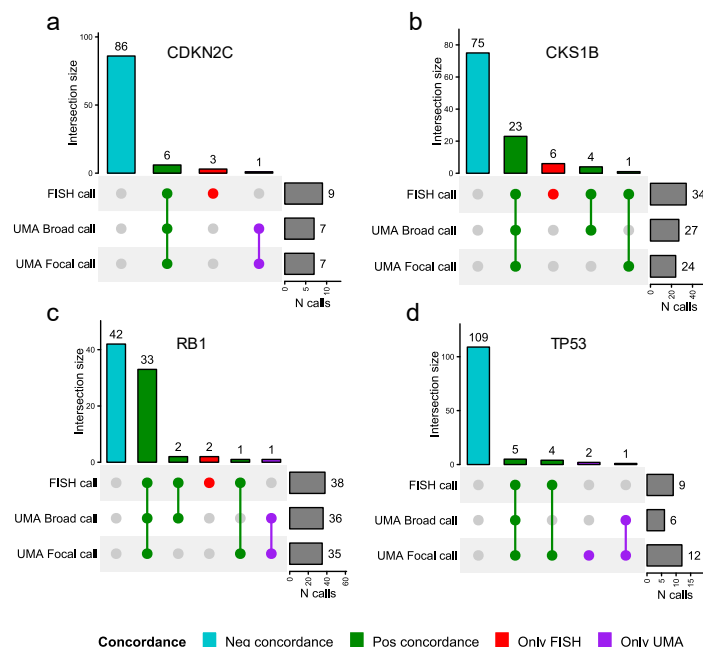 a
CDKN2C
Intersection size
100
50
0
86
6
3
1
FISH call
UMA Broad call
UMA Focal call
9
7
7
0
5
10
N calls
b
CKS1B
Intersection size
80
60
40
20
0
75
23
6
4
1
FISH call
UMA Broad call
UMA Focal call
34
27
24
0
20
40
N calls
c
RB1
Intersection size
40
20
0
42
33
2
2
1
1
FISH call
UMA Broad call
UMA Focal call
38
36
35
0
20
40
60
N calls
d
TP53
Intersection size
100
50
0
109
5
4
2
1
FISH call
UMA Broad call
UMA Focal call
9
6
12
0
5
10
15
N calls
Concordance Neg concordance Pos concordance Only FISH Only UMA